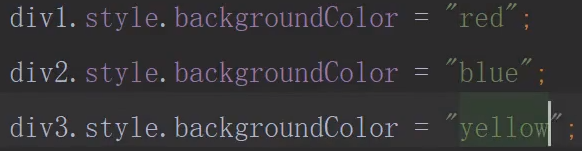 div1.style.backgroundColor = "red";
div2.style.backgroundColor = "blue";
div3.style.backgroundColor = "yellow";